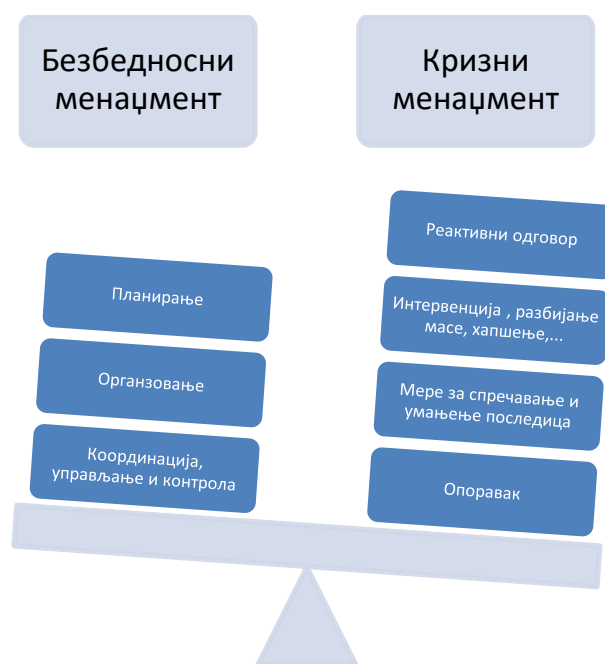 Безбедносни
менаџмент
Кризни
менаџмент
Планирање
Органзовање
Координација,
управљање и контрола
Реактивни одговор
Интервенција , разбијање
масе, хапшење,...
Мере за спречавање и
умањење последица
Опоравак